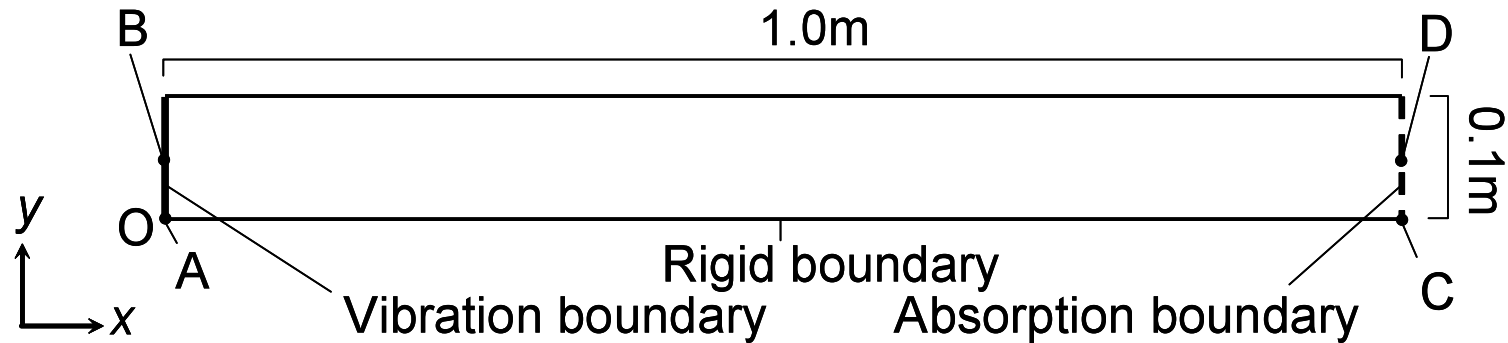 B
1.0m
D
0.1m
y
O
A
Rigid boundary
C
x
Vibration boundary
Absorption boundary